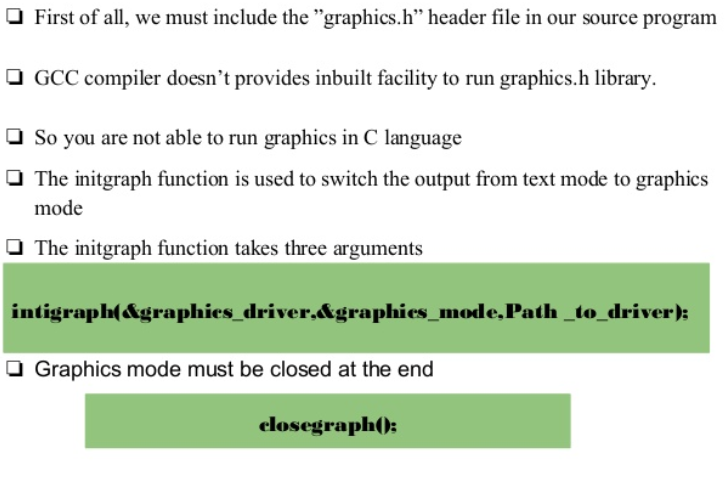 ❑ First of all, we must include the ”graphics.h” header file in our source program
❑ GCC compiler doesn’t provides inbuilt facility to run graphics.h library.
❑ So you are not able to run graphics in C language
❑ The initgraph function is used to switch the output from text mode to graphics
mode
❑ The initgraph function takes three arguments
intigraph(&graphics_driver,&graphics_mode,Path _to_driver);
❑ Graphics mode must be closed at the end
closegraph();